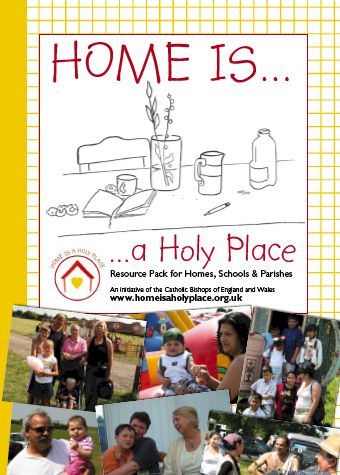 HOME IS...
...a Holy Place
HOME IS A HOLY PLACE
Resource Pack for Homes, Schools & Parishes
An initiative of the Catholic Bishops of England and Wales
www.homeisaholyplace.org.uk